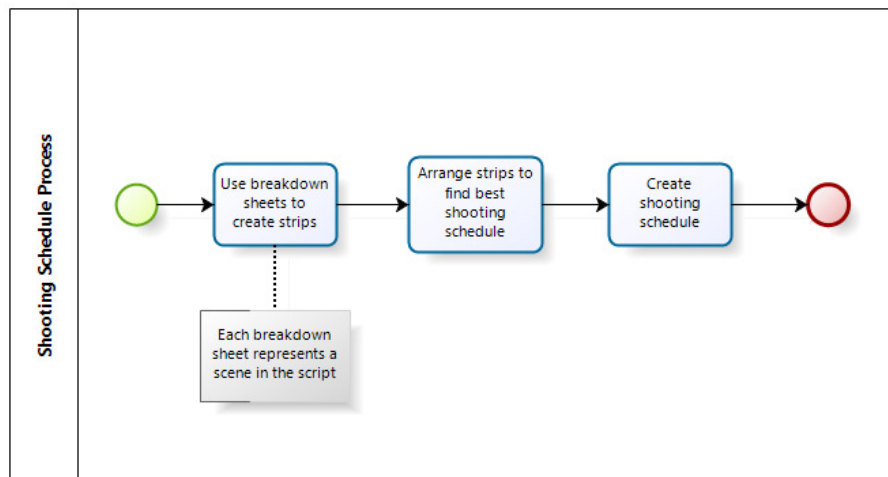 Shooting Schedule Process
Use breakdown
sheets to
create strips
Arrange strips to
find best
shooting
schedule
Create
shooting
schedule
Each breakdown
sheet represents a
scene in the script